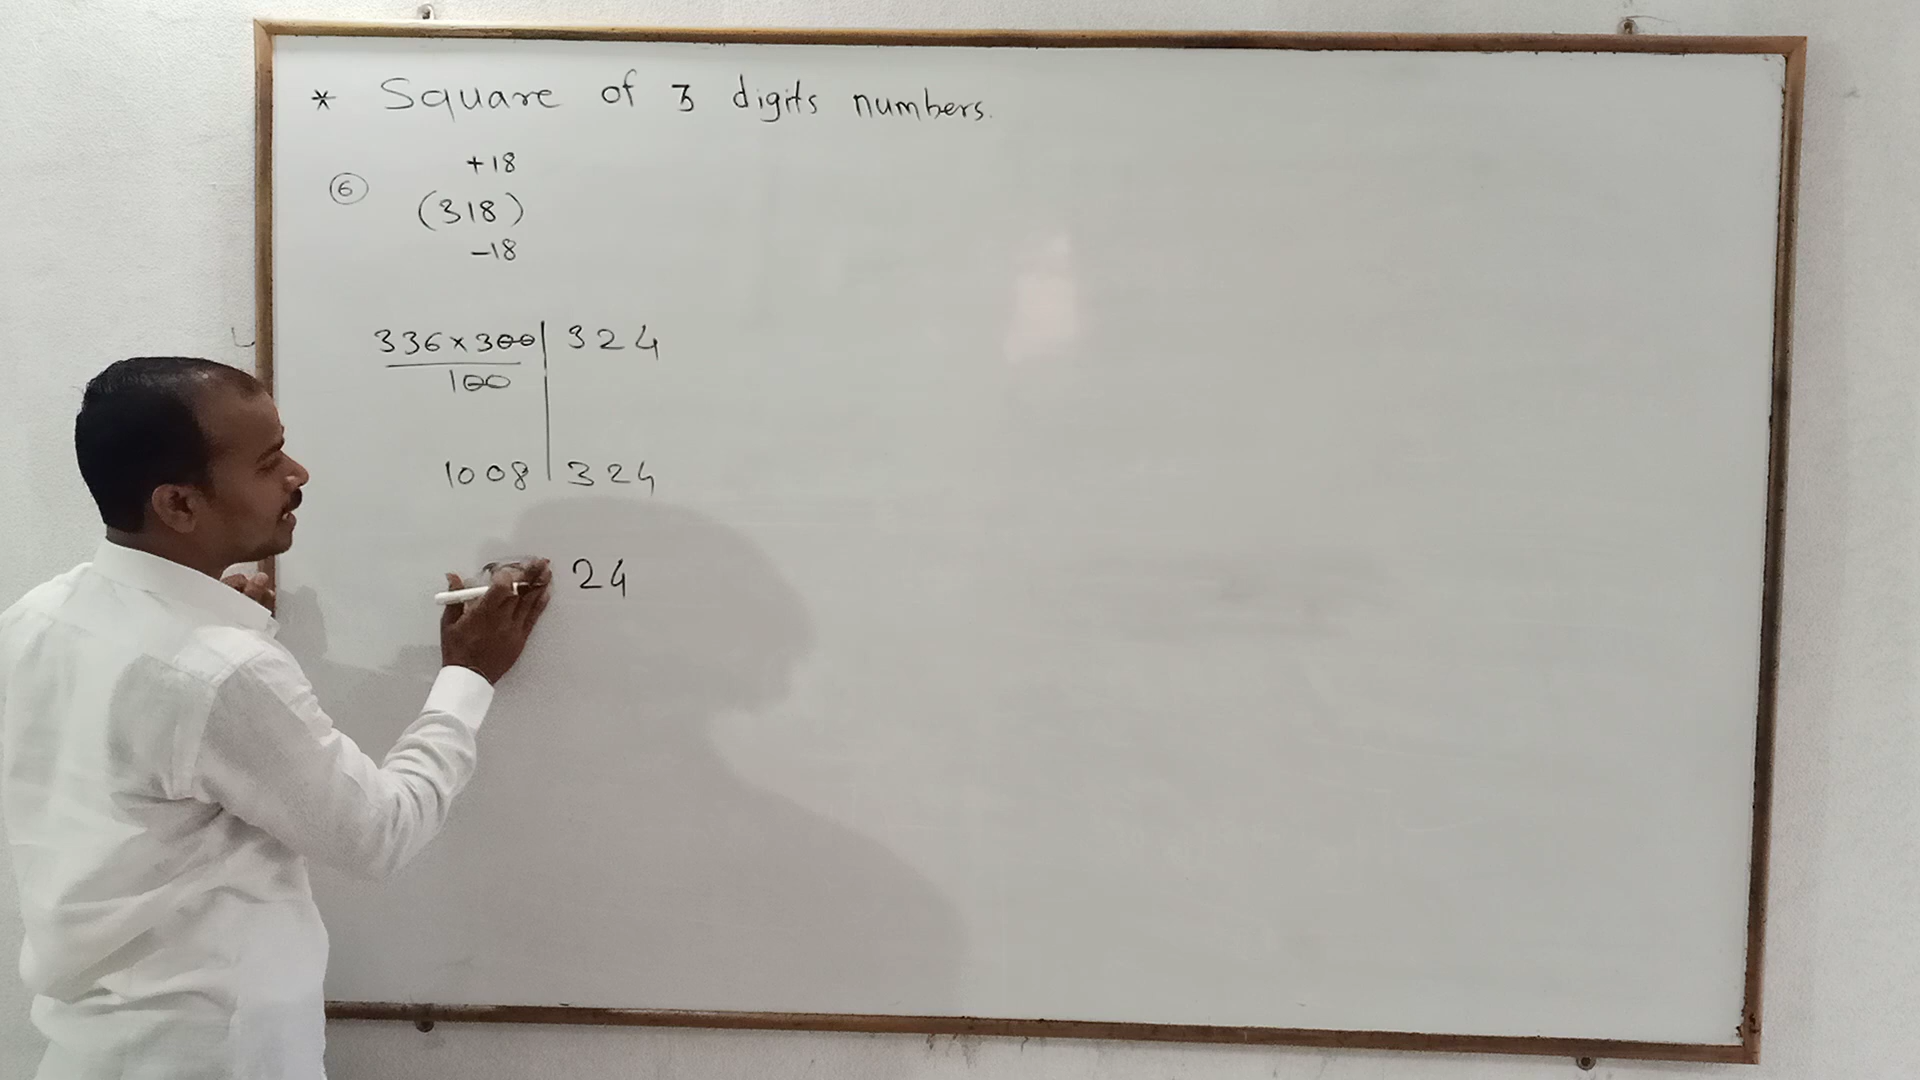 * Square of 3 digits numbers.
+18
⑥ (318)
-18
336 x 300 | 324
100
1008 | 324
24